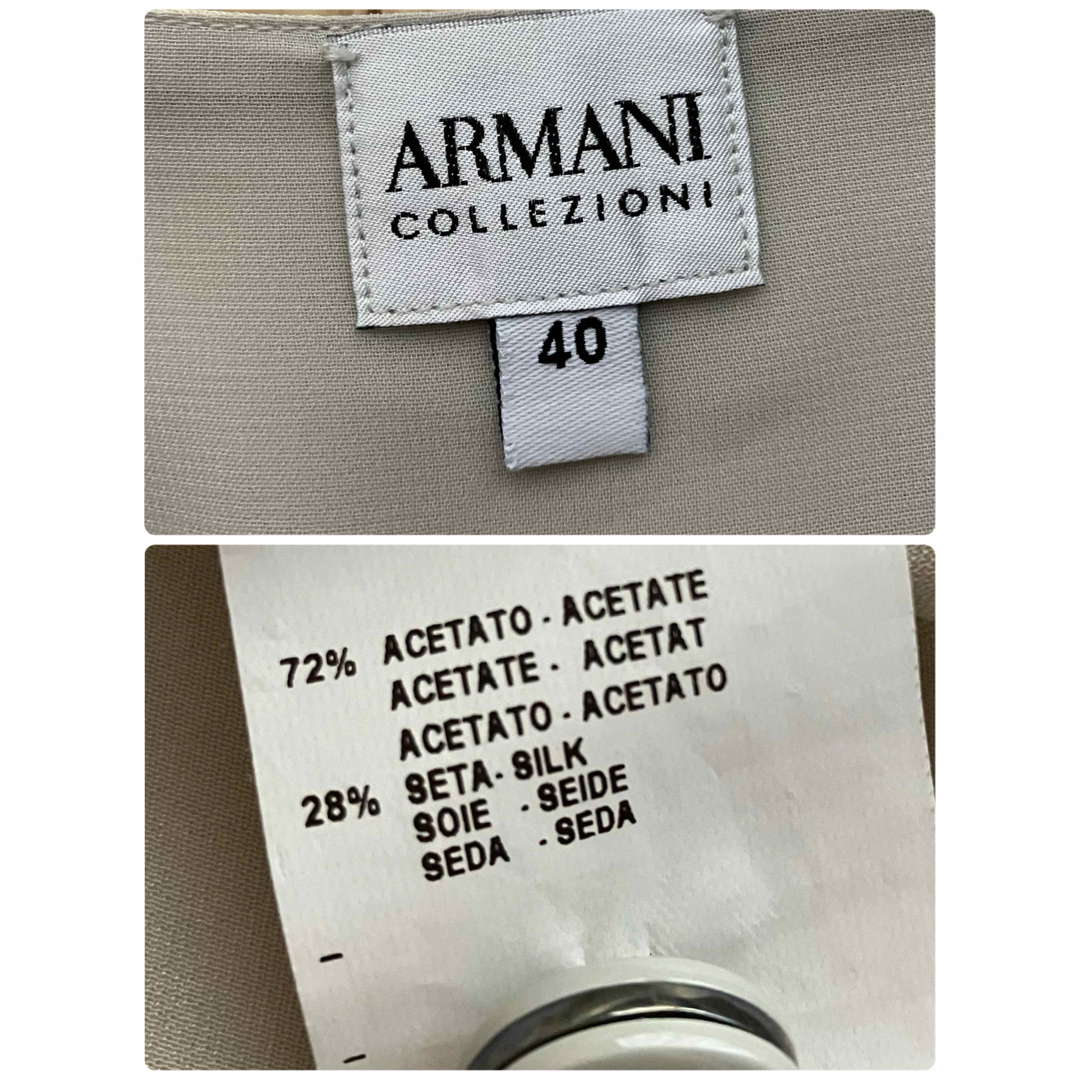 ARMANI
COLLEZIONI
40
72% ACETATO · ACETATE
ACETATE · ACETAT
ACETATO · ACETATO
28% SETA · SILK
SOIE · SEIDE
SEDA · SEDA
–
–